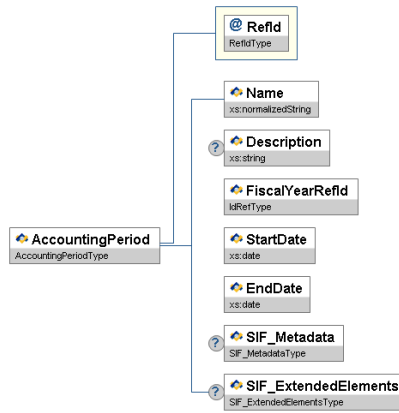 @ RefId
RefIdType
Name
xs:normalizedString
? Description
xs:string
FiscalYearRefId
IdRefType
AccountingPeriod
AccountingPeriodType
StartDate
xs:date
EndDate
xs:date
? SIF_Metadata
SIF_MetadataType
? SIF_ExtendedElements
SIF_ExtendedElementsType